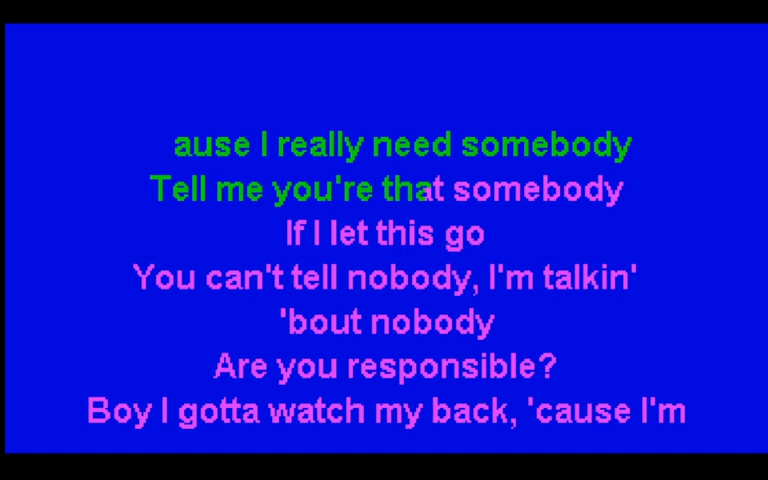 ause I really need somebody
Tell me you're that somebody
If I let this go
You can't tell nobody, I'm talkin'
'bout nobody
Are you responsible?
Boy I gotta watch my back, 'cause I'm